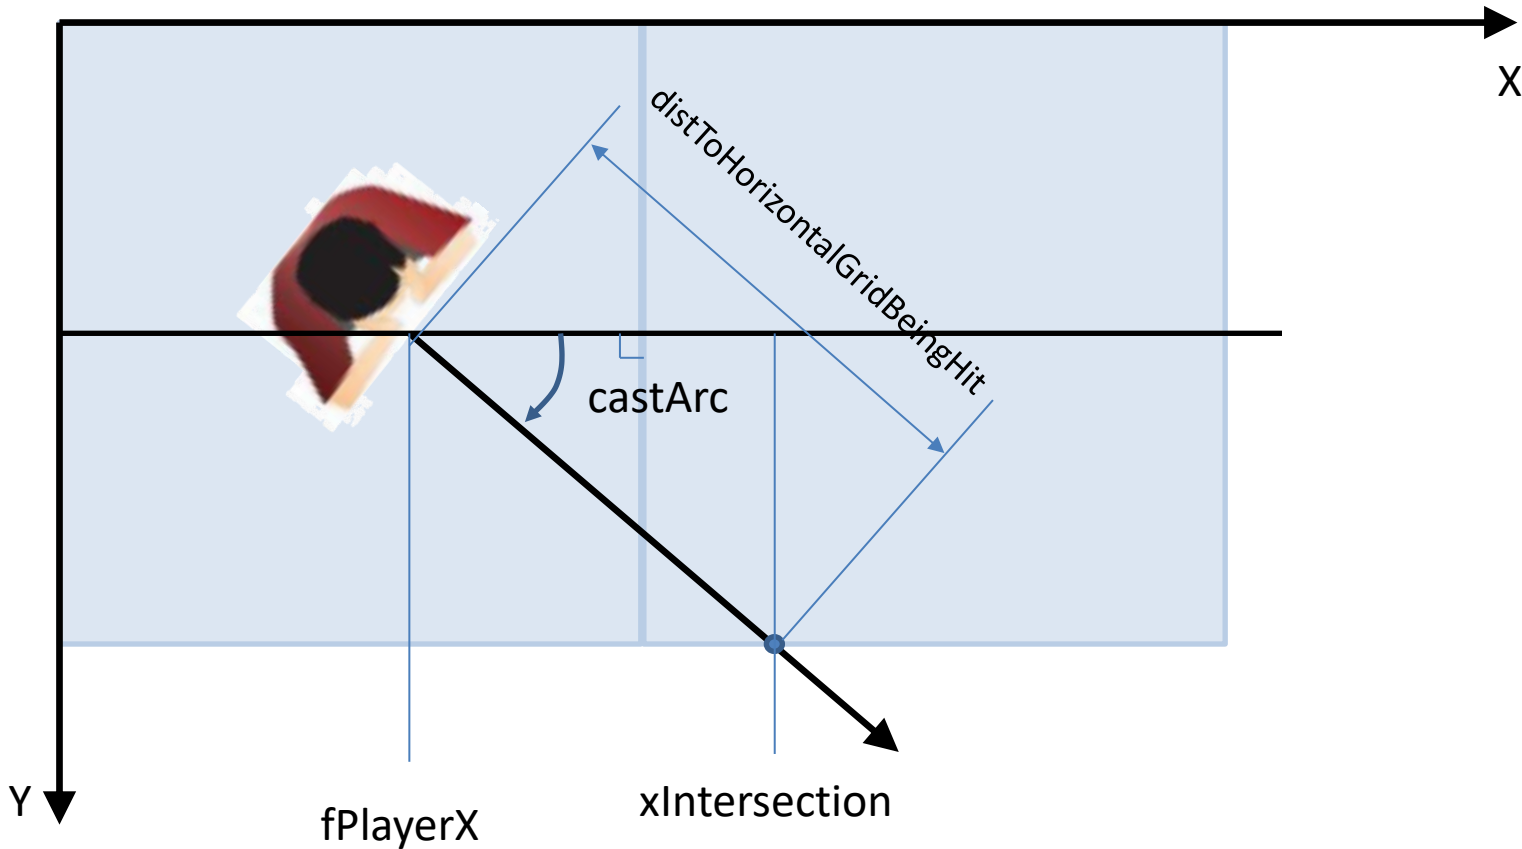 X
distToHorizontalGridBeingHit
castArc
Y
xIntersection
fPlayerX